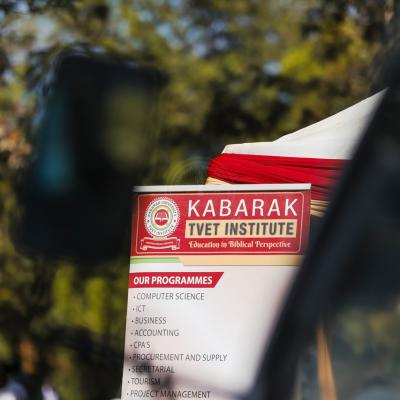 KABARAK
TVET INSTITUTE
Education in Biblical Perspective
OUR PROGRAMMES
• COMPUTER SCIENCE
• ICT
• BUSINESS
• ACCOUNTING
• CPA'S
• PROCUREMENT AND SUPPLY
• SECRETARIAL
• TOURISM
• PROJECT MANAGEMENT